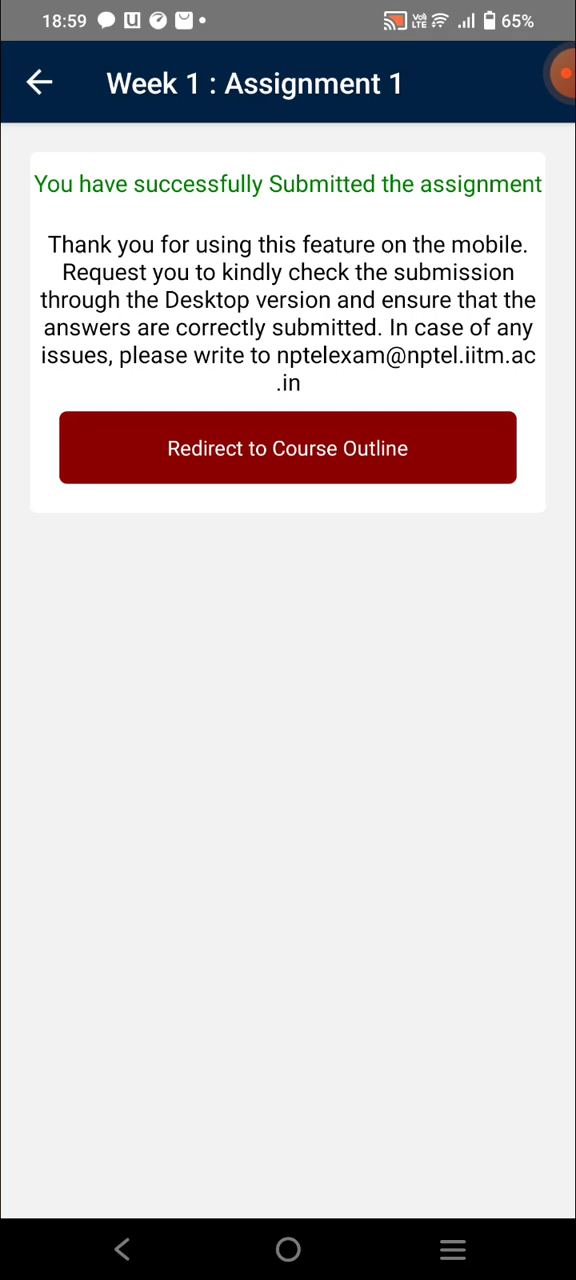 18:59 U Vo) LTE 65%
Week 1 : Assignment 1
You have successfully Submitted the assignment
Thank you for using this feature on the mobile.
Request you to kindly check the submission
through the Desktop version and ensure that the
answers are correctly submitted. In case of any
issues, please write to nptelexam@nptel.iitm.ac
.in
Redirect to Course Outline